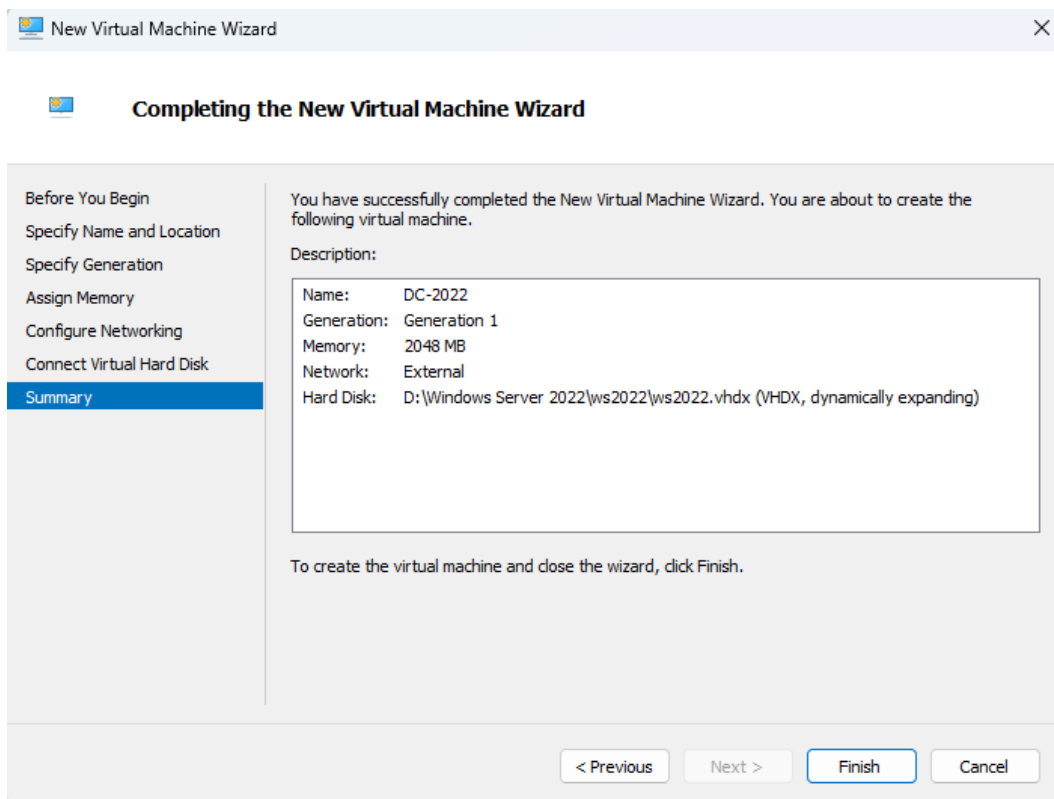 New Virtual Machine Wizard
Completing the New Virtual Machine Wizard
Before You Begin
Specify Name and Location
Specify Generation
Assign Memory
Configure Networking
Connect Virtual Hard Disk
Summary
You have successfully completed the New Virtual Machine Wizard. You are about to create the
following virtual machine.
Description:
Name: DC-2022
Generation: Generation 1
Memory: 2048 MB
Network: External
Hard Disk: D:\Windows Server 2022\ws2022\ws2022.vhdx (VHDX, dynamically expanding)
To create the virtual machine and close the wizard, click Finish.
< Previous Next > Finish Cancel